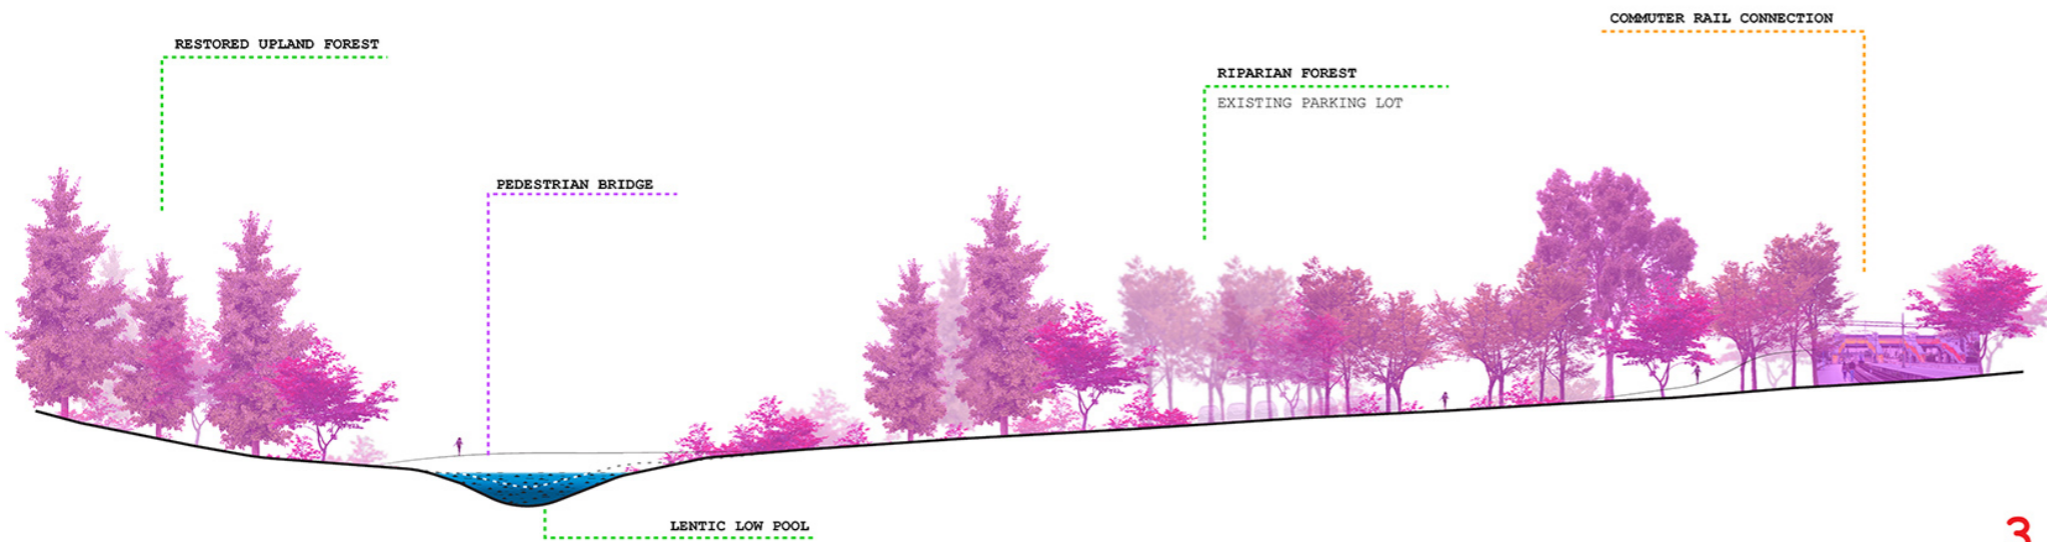 COMMUTER RAIL CONNECTION
RESTORED UPLAND FOREST
RIPARIAN FOREST
EXISTING PARKING LOT
PEDESTRIAN BRIDGE
LENTIC LOW POOL
3